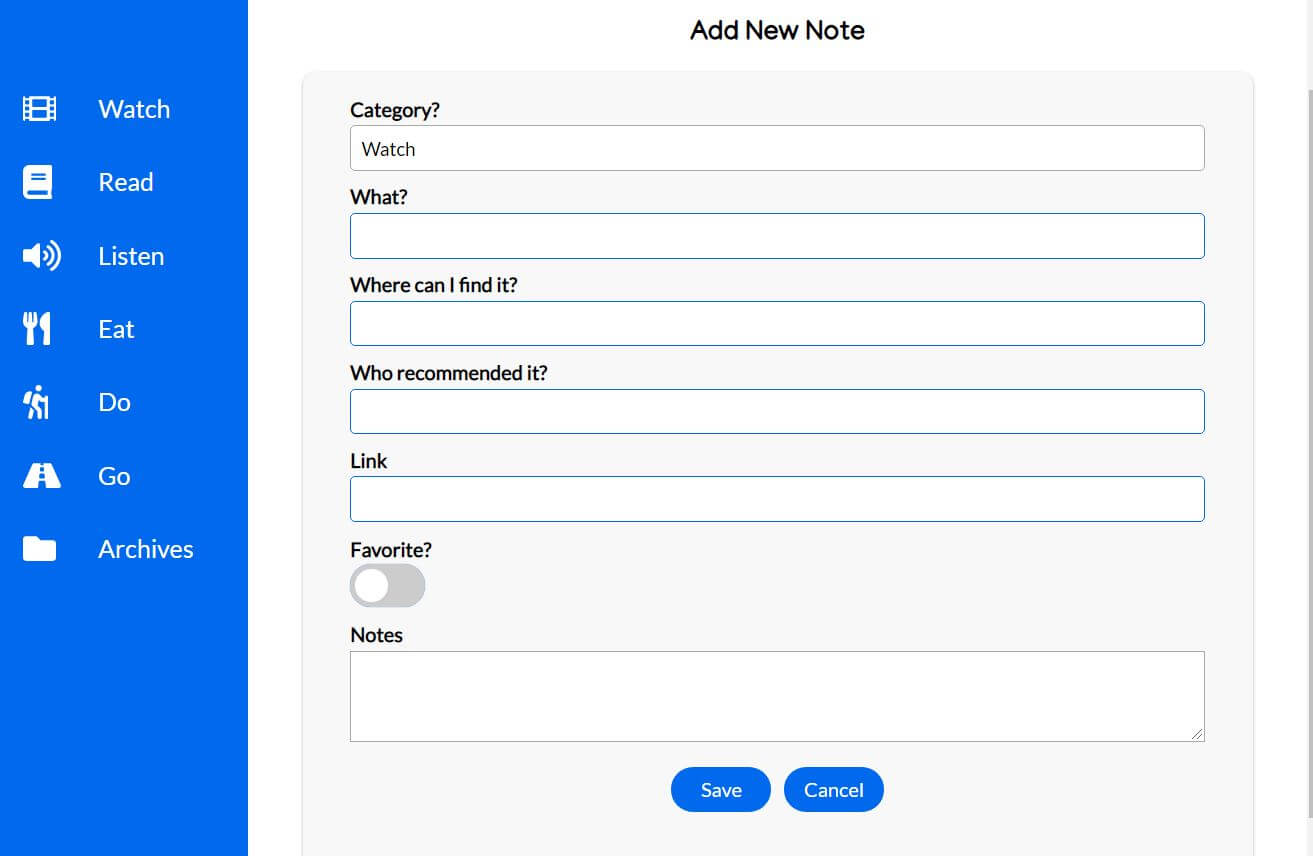 Watch
Read
Listen
Eat
Do
Go
Archives
Add New Note
Category?
Watch
What?
Where can I find it?
Who recommended it?
Link
Favorite?
Notes
Save
Cancel